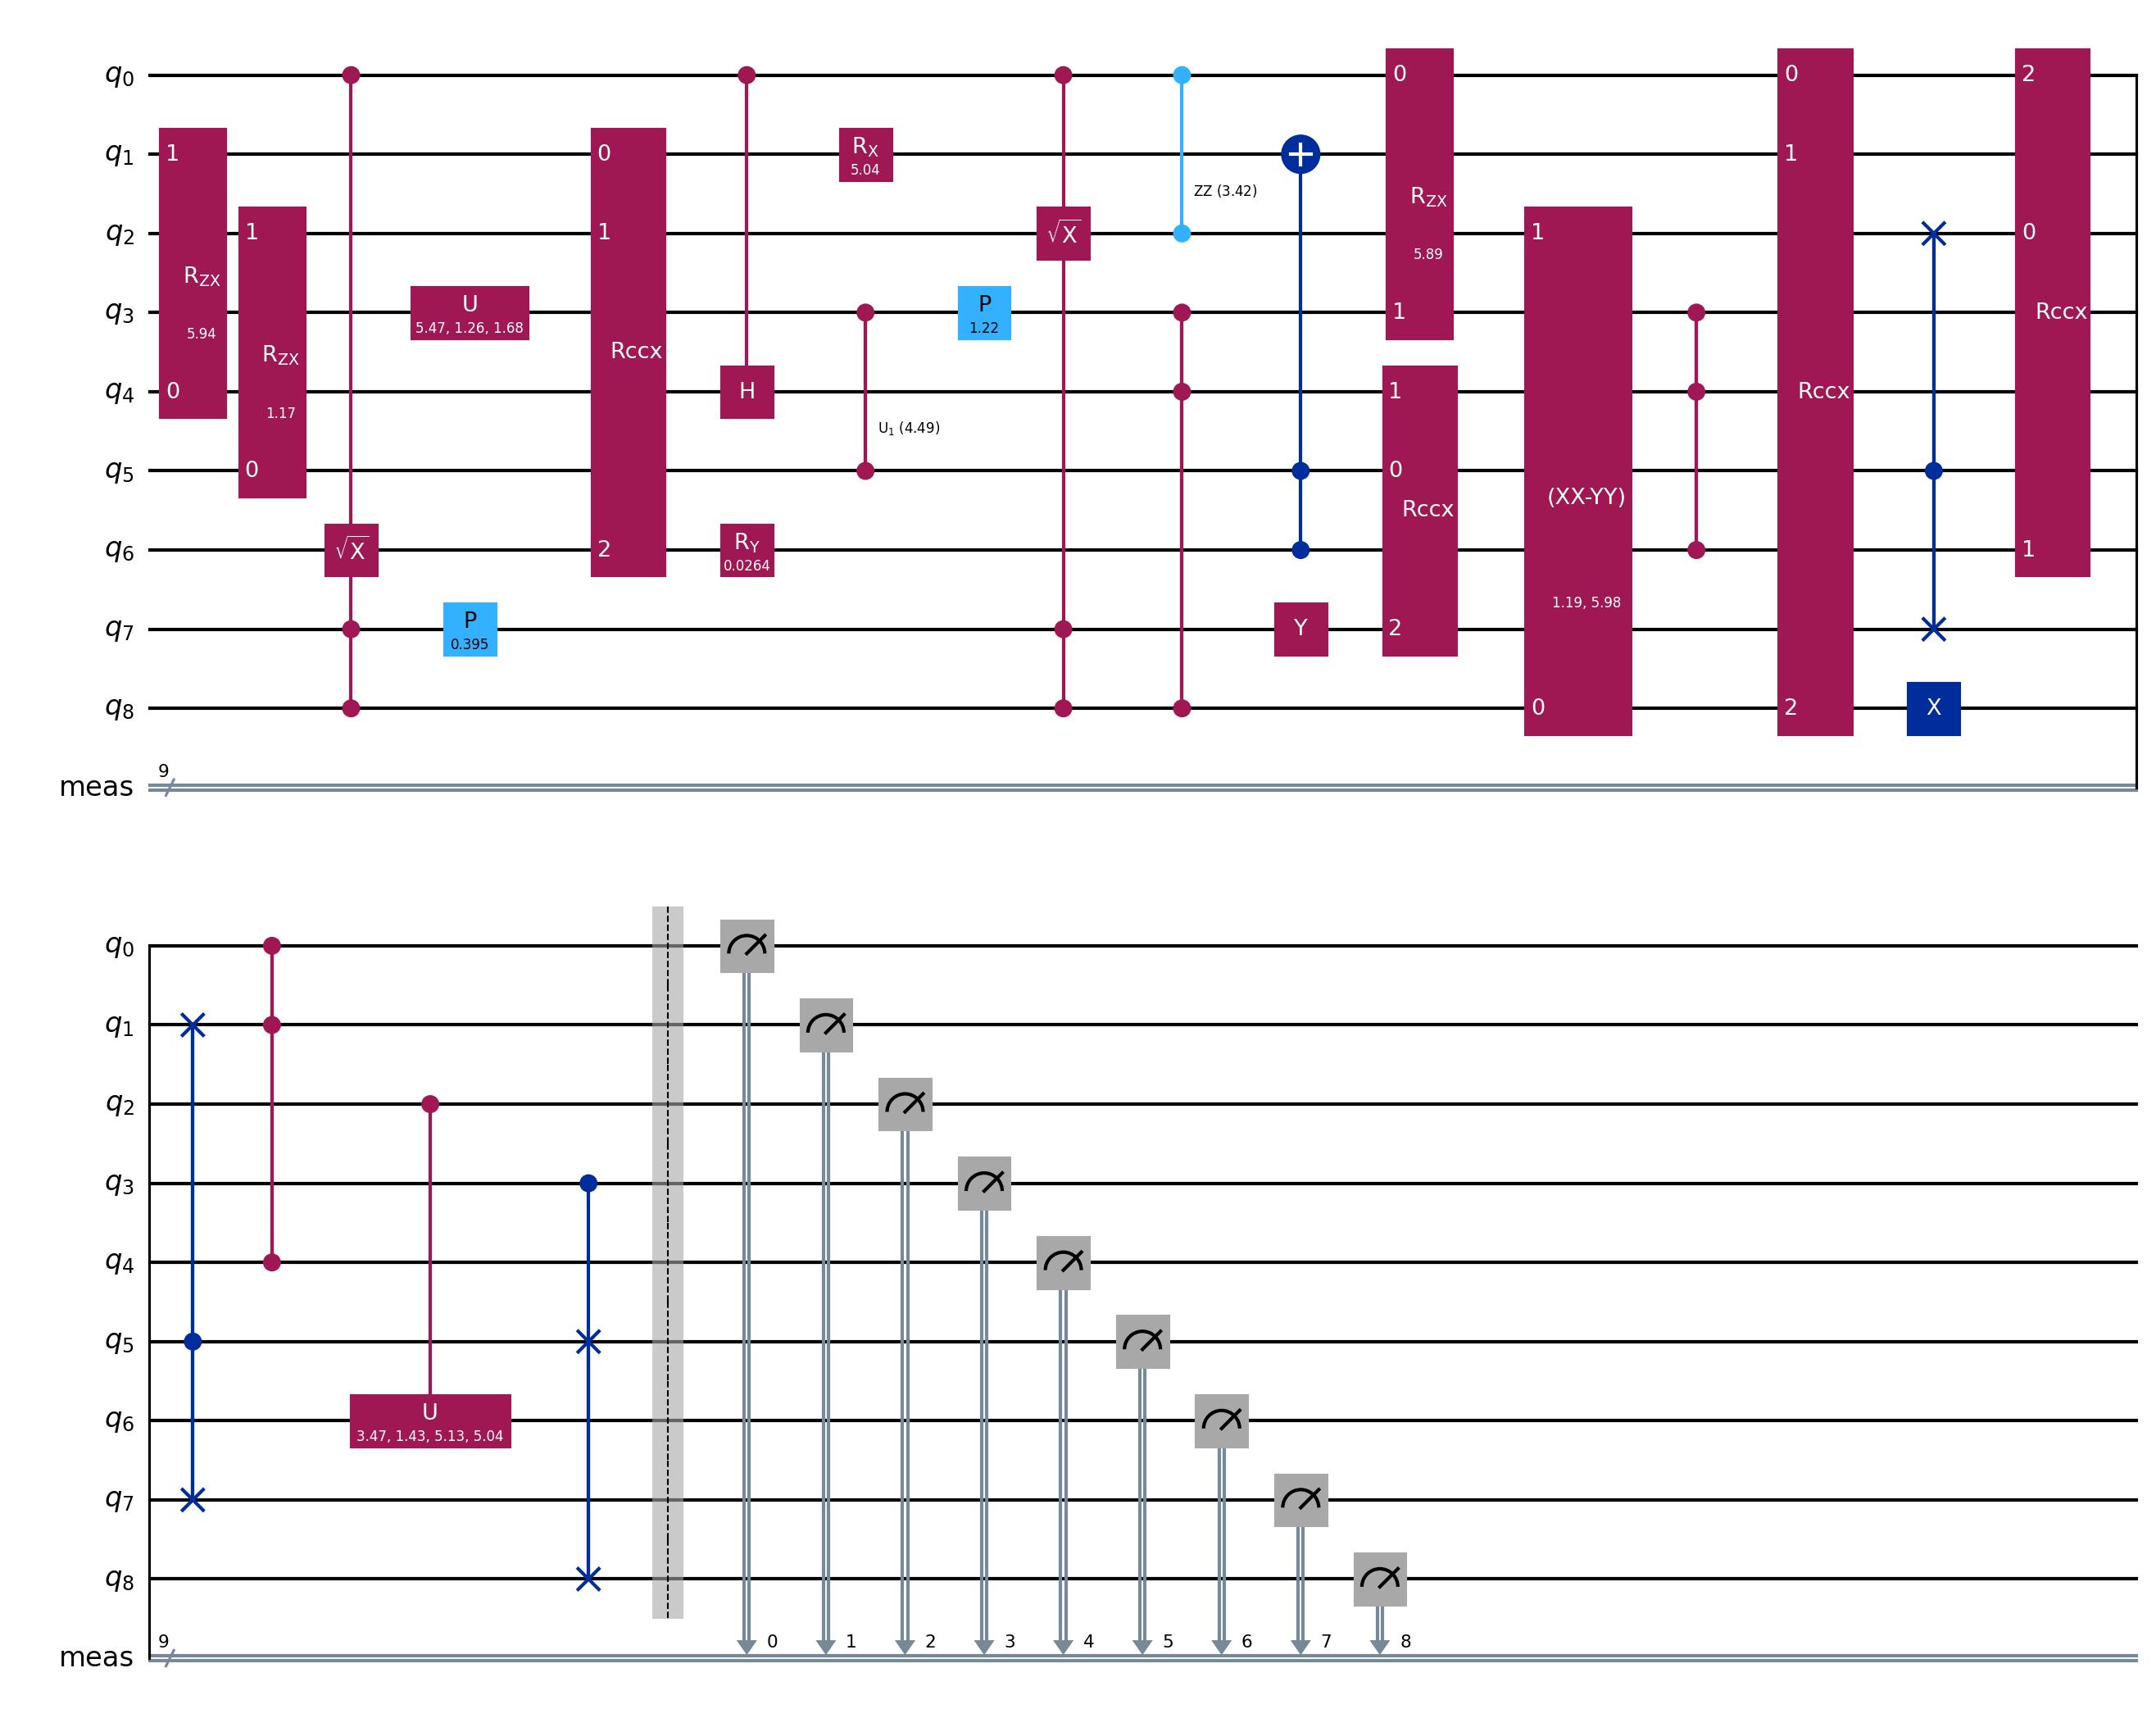 q0
q1
q2
q3
q4
q5
q6
q7
q8
meas
9
1
RZX
5.94
0
1
RZX
1.17
0
√X
U
5.47, 1.26, 1.68
P
0.395
0
1
Rccx
2
H
RY
0.0264
RX
5.04
U1 (4.49)
P
1.22
√X
ZZ (3.42)
Y
0
RZX
5.89
1
1
0
Rccx
2
1
(XX-YY)
1.19, 5.98
0
0
1
Rccx
2
X
2
0
Rccx
1
q0
q1
q2
q3
q4
q5
q6
q7
q8
meas
9
U
3.47, 1.43, 5.13, 5.04
0
1
2
3
4
5
6
7
8